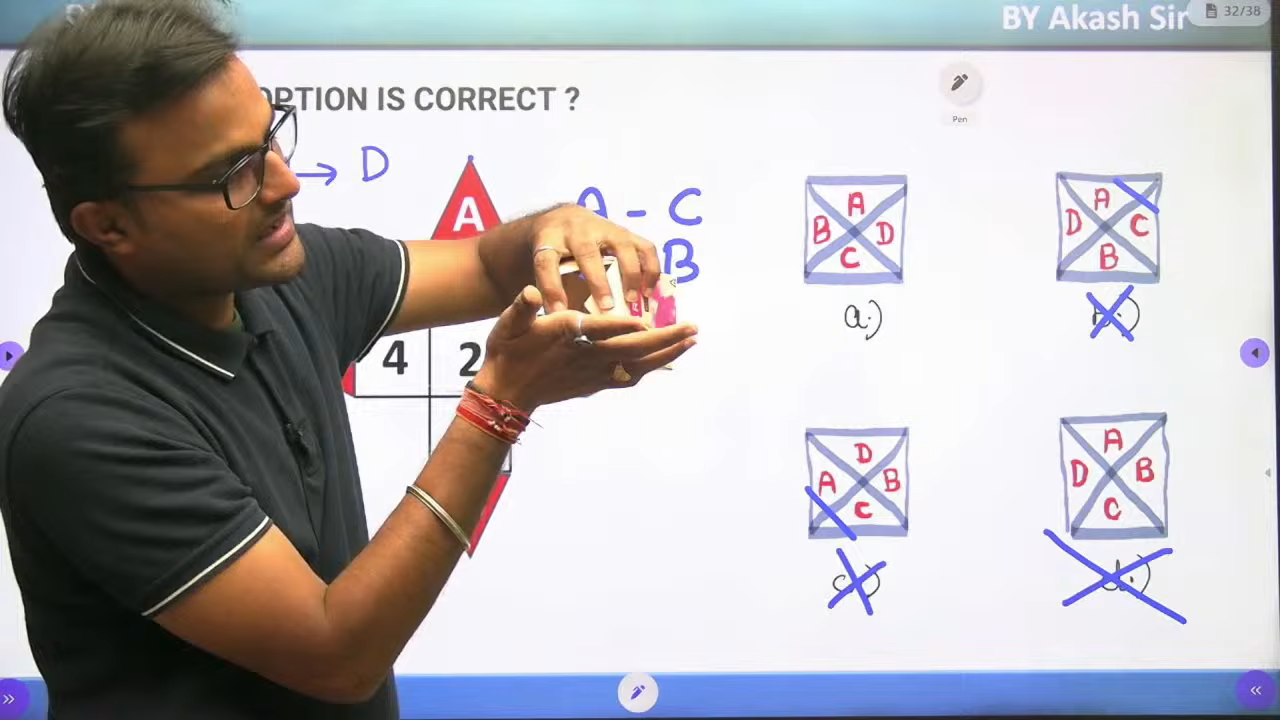 BY Akash Sir
32/38
OPTION IS CORRECT ?
Pen
→ D
A
A - C
B
4 2
A
B D
C
a.)
A
D C
B
D
A B
C
c.)
A
D B
C
d.)